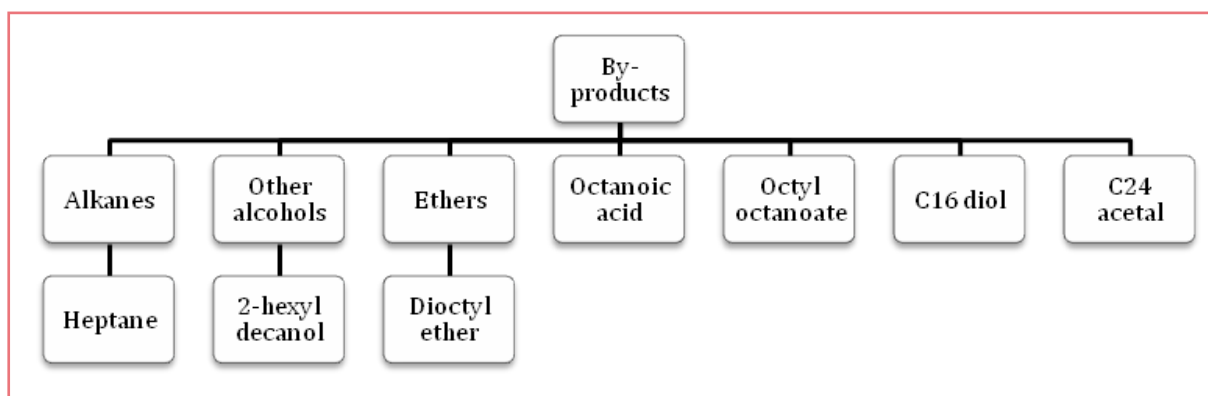 By-
products
Alkanes
Other
alcohols
Ethers
Octanoic
acid
Octyl
octanoate
C16 diol
C24
acetal
Heptane
2-hexyl
decanol
Dioctyl
ether